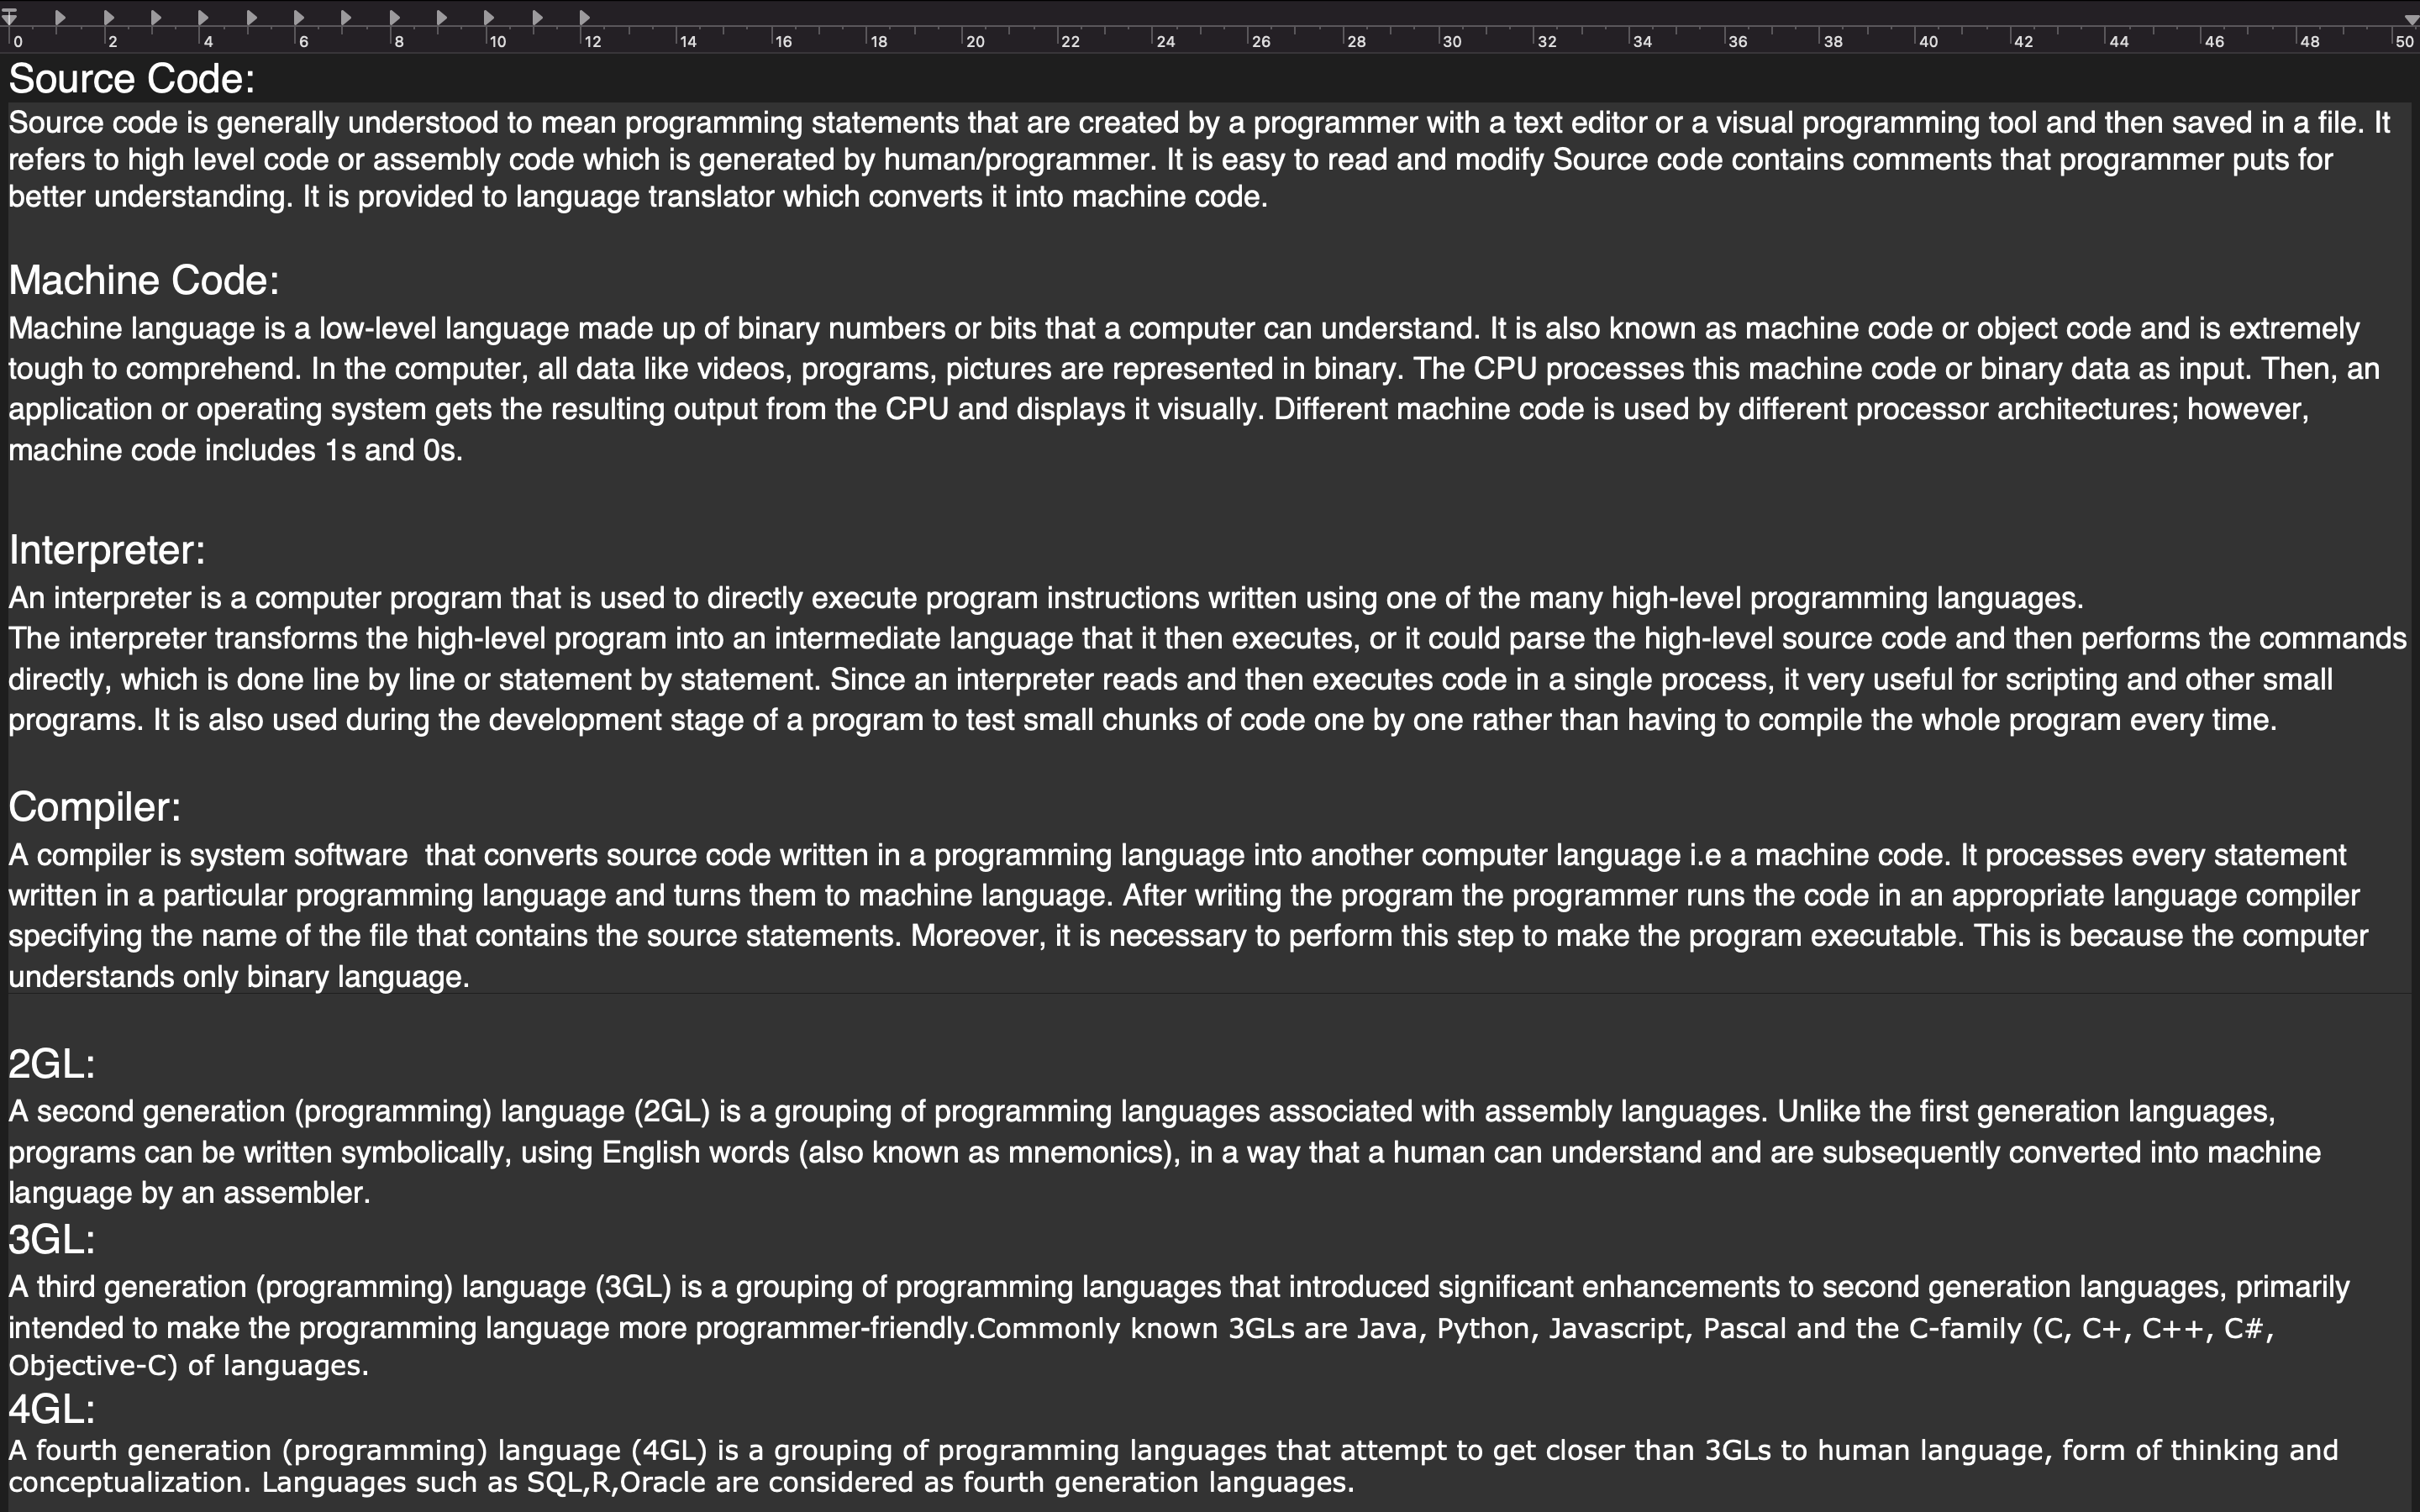 0 2 4 6 8 10 12 14 16 18 20 22 24 26 28 30 32 34 36 38 40 42 44 46 48 50
Source Code:
Source code is generally understood to mean programming statements that are created by a programmer with a text editor or a visual programming tool and then saved in a file. It
refers to high level code or assembly code which is generated by human/programmer. It is easy to read and modify Source code contains comments that programmer puts for
better understanding. It is provided to language translator which converts it into machine code.
Machine Code:
Machine language is a low-level language made up of binary numbers or bits that a computer can understand. It is also known as machine code or object code and is extremely
tough to comprehend. In the computer, all data like videos, programs, pictures are represented in binary. The CPU processes this machine code or binary data as input. Then, an
application or operating system gets the resulting output from the CPU and displays it visually. Different machine code is used by different processor architectures; however,
machine code includes 1s and 0s.
Interpreter:
An interpreter is a computer program that is used to directly execute program instructions written using one of the many high-level programming languages.
The interpreter transforms the high-level program into an intermediate language that it then executes, or it could parse the high-level source code and then performs the commands
directly, which is done line by line or statement by statement. Since an interpreter reads and then executes code in a single process, it very useful for scripting and other small
programs. It is also used during the development stage of a program to test small chunks of code one by one rather than having to compile the whole program every time.
Compiler:
A compiler is system software  that converts source code written in a programming language into another computer language i.e a machine code. It processes every statement
written in a particular programming language and turns them to machine language. After writing the program the programmer runs the code in an appropriate language compiler
specifying the name of the file that contains the source statements. Moreover, it is necessary to perform this step to make the program executable. This is because the computer
understands only binary language.
2GL:
A second generation (programming) language (2GL) is a grouping of programming languages associated with assembly languages. Unlike the first generation languages,
programs can be written symbolically, using English words (also known as mnemonics), in a way that a human can understand and are subsequently converted into machine
language by an assembler.
3GL:
A third generation (programming) language (3GL) is a grouping of programming languages that introduced significant enhancements to second generation languages, primarily
intended to make the programming language more programmer-friendly.Commonly known 3GLs are Java, Python, Javascript, Pascal and the C-family (C, C+, C++, C#,
Objective-C) of languages.
4GL:
A fourth generation (programming) language (4GL) is a grouping of programming languages that attempt to get closer than 3GLs to human language, form of thinking and
conceptualization. Languages such as SQL,R,Oracle are considered as fourth generation languages.